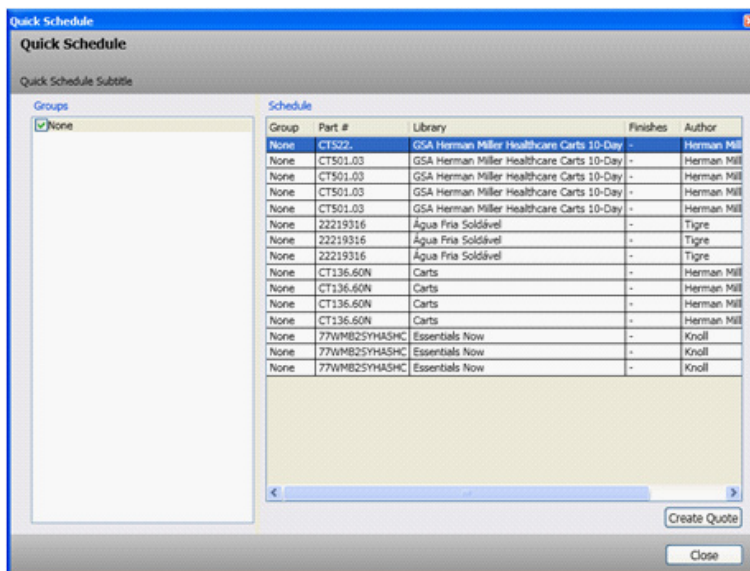 Quick Schedule
Quick Schedule
Quick Schedule Subtitle
Groups
None
Schedule
Group Part # Library Finishes Author
None CT522. GSA Herman Miller Healthcare Carts 10-Day - Herman Mill
None CT501.03 GSA Herman Miller Healthcare Carts 10-Day - Herman Mill
None CT501.03 GSA Herman Miller Healthcare Carts 10-Day - Herman Mill
None CT501.03 GSA Herman Miller Healthcare Carts 10-Day - Herman Mill
None CT501.03 GSA Herman Miller Healthcare Carts 10-Day - Herman Mill
None 22219316 Água Fria Soldável - Tigre
None 22219316 Água Fria Soldável - Tigre
None 22219316 Água Fria Soldável - Tigre
None CT136.60N Carts - Herman Mill
None CT136.60N Carts - Herman Mill
None CT136.60N Carts - Herman Mill
None CT136.60N Carts - Herman Mill
None 77WMB2SYHASHC Essentials Now - Knoll
None 77WMB2SYHASHC Essentials Now - Knoll
None 77WMB2SYHASHC Essentials Now - Knoll
Create Quote
Close